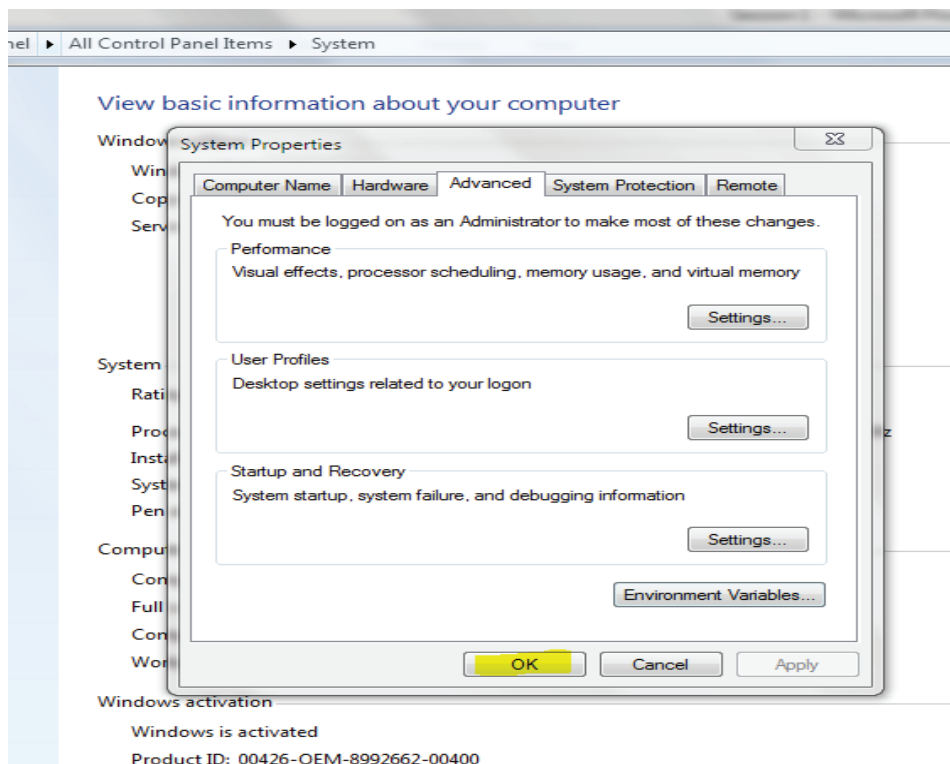 All Control Panel Items ▸ System
View basic information about your computer
System Properties
Computer Name Hardware Advanced System Protection Remote
You must be logged on as an Administrator to make most of these changes.
Performance
Visual effects, processor scheduling, memory usage, and virtual memory
Settings...
User Profiles
Desktop settings related to your logon
Settings...
Startup and Recovery
System startup, system failure, and debugging information
Settings...
Environment Variables...
OK Cancel Apply
System
Full
Windows activation
Windows is activated
Product ID: 00426-OEM-8992662-00400